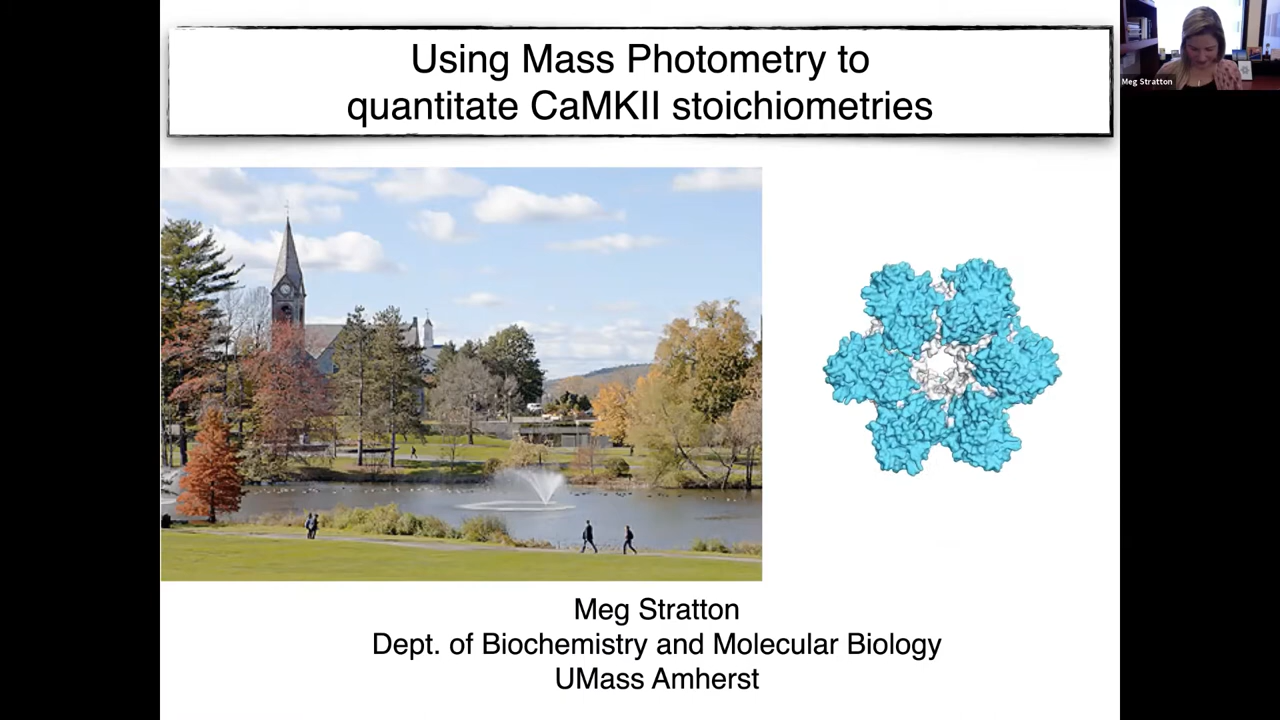 Using Mass Photometry to
quantitate CaMKII stoichiometries
Meg Stratton
Meg Stratton
Dept. of Biochemistry and Molecular Biology
UMass Amherst